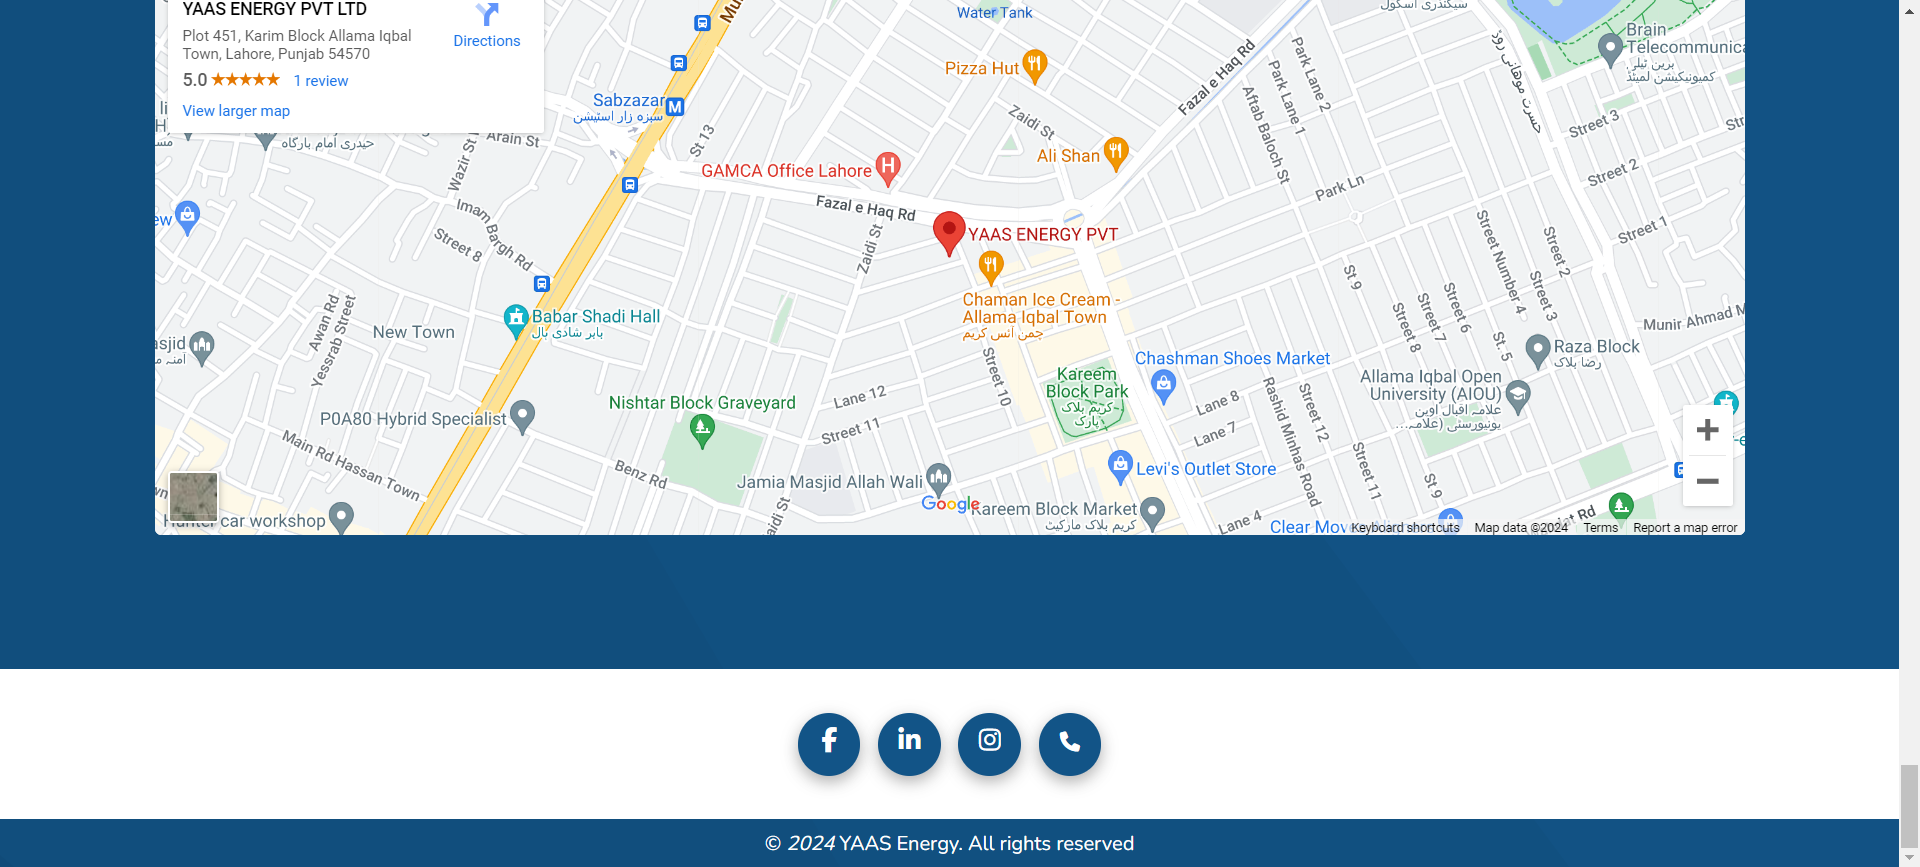 YAAS ENERGY PVT LTD
Plot 451, Karim Block Allama Iqbal
Town, Lahore, Punjab 54570
5.0
1 review
View larger map
Directions
Water Tank
Pizza Hut
Fazal e Haq Rd
Park Lane 2
Park Lane 1
Aftab Baloch St
Brain
Telecommunica
برین ٹیلی
کمیونیکیشن لمیٹڈ
Street 3
Street 2
Street 1
Sabzazar
سبزہ زار اسٹیشن
Arain St
حیدری امام بارگاہ
Wazir St
St 13
Zaidi St
Ali Shan
GAMCA Office Lahore
Fazal e Haq Rd
Park Ln
Imam Bargh Rd
Street 8
Zaidi St
YAAS ENERGY PVT
Chaman Ice Cream -
Allama Iqbal Town
چمن آئس کریم
St 9
Street Number 4
Street 2
Street 3
Street 6
Street 7
Street 8
St. 5
Munir Ahmad
Awan Rd
Yessrab Street
New Town
Babar Shadi Hall
بابر شادی ہال
Raza Block
رضا بلاک
Chashman Shoes Market
Kareem
Block Park
کریم بلاک
پارک
Street 10
Allama Iqbal Open
University (AIOU)
علامہ اقبال اوپن
یونیورسٹی (علامہ...
Nishtar Block Graveyard
Lane 12
Street 11
Lane 8
Lane 7
Rashid Minhas Road
Street 12
Street 11
St 9
P0A80 Hybrid Specialist
Main Rd Hassan Town
Benz Rd
Jamia Masjid Allah Wali
Levi's Outlet Store
Google
Kareem Block Market
کریم بلاک مارکیٹ
Lane 4
car workshop
Clear
Keyboard shortcuts
Map data ©2024
Terms
Report a map error
© 2024 YAAS Energy. All rights reserved